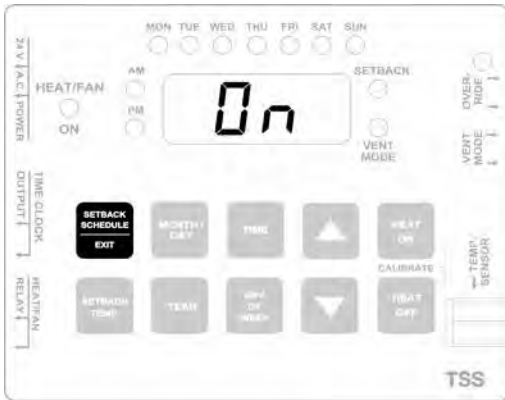 MON TUE WED THU FRI SAT SUN
24 V A.C. POWER
HEAT/FAN
ON
AM
PM
On
SETBACK
VENT
MODE
OVER-
RIDE
VENT
MODE
TIME CLOCK
OUTPUT
SETBACK
SCHEDULE
EXIT
MONTH /
DAY
TIME
HEAT
ON
CALIBRATE
TEMP.
SENSOR
HEAT/FAN
RELAY
SETBACK
TEMP
YEAR
DAY
OF
WEEK
HEAT
OFF
TSS